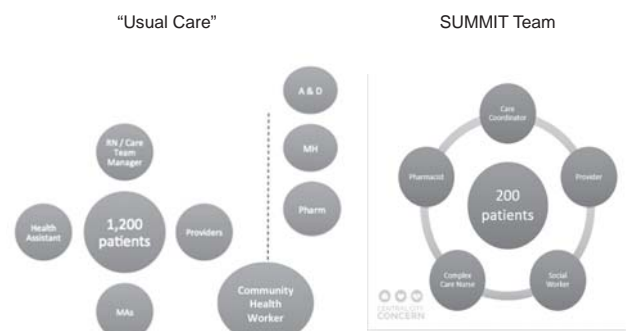 “Usual Care”
SUMMIT Team
RN / Care
Team
Manager
Health
Assistant
1,200
patients
Providers
MAs
A & D
MH
Pharm
Community
Health
Worker
Care
Coordinator
Pharmacist
Provider
200
patients
Complex
Care Nurse
Social
Worker
CENTRAL CITY
CONCERN